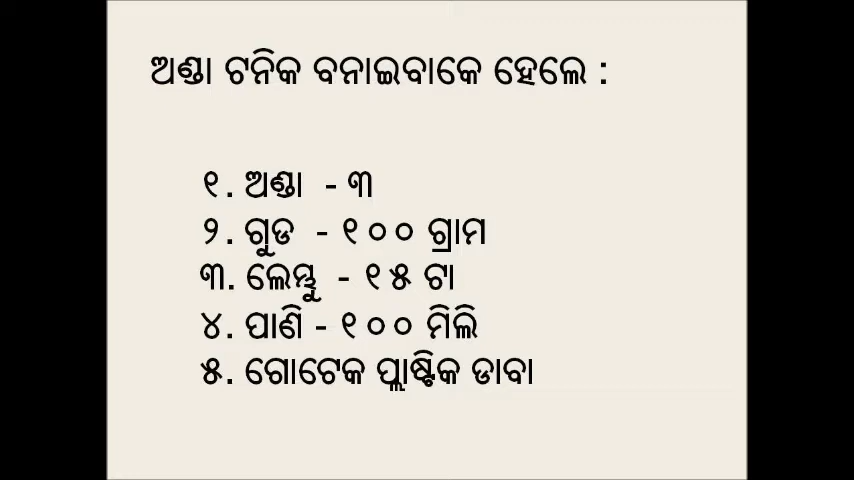 ଅଣ୍ଡା ଟନିକ ବନାଇବାକେ ହେଲେ :
୧. ଅଣ୍ଡା - ୩
୨. ଗୁଡ - ୧୦୦ ଗ୍ରାମ
୩. ଲେମ୍ଭୁ - ୧୫ ଟା
୪. ପାଣି - ୧୦୦ ମିଲି
୫. ଗୋଟେକ ପ୍ଲାଷ୍ଟିକ ଡାବା